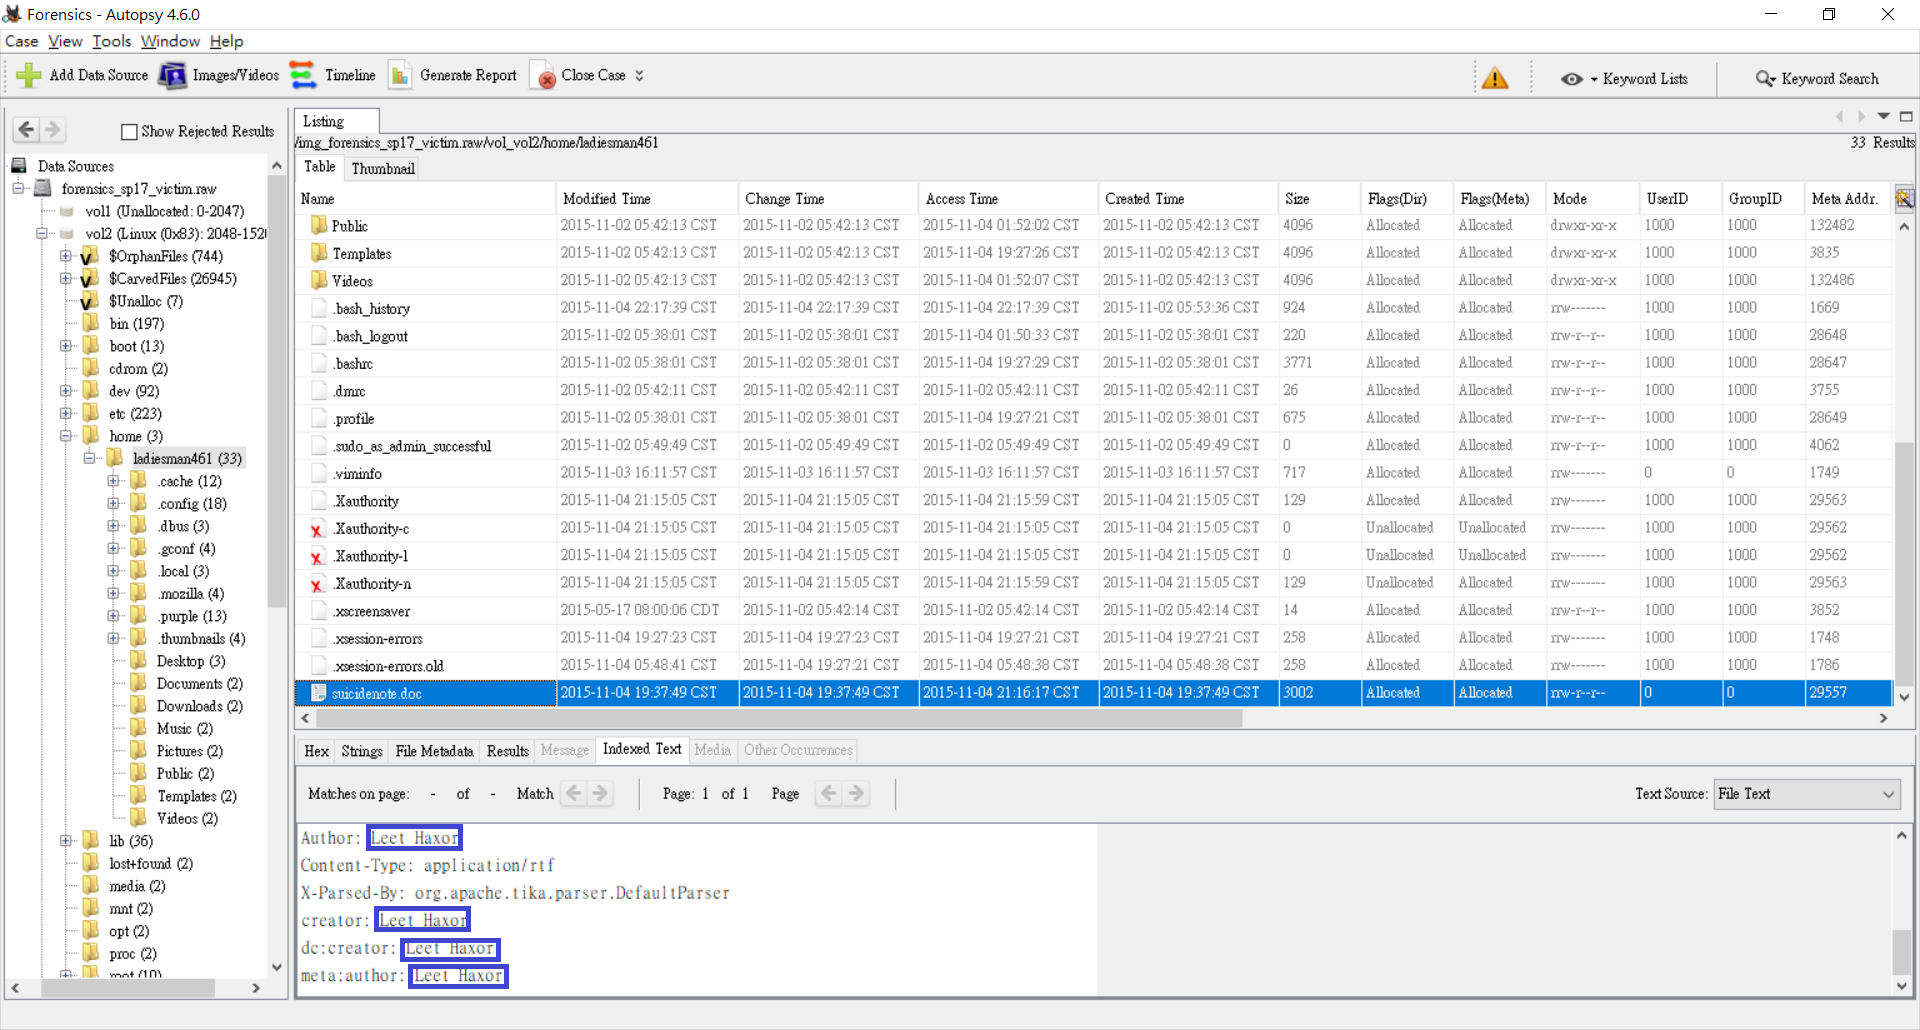 Forensics - Autopsy 4.6.0
Case View Tools Window Help
Add Data Source Images/Videos Timeline Generate Report Close Case Keyword Lists Keyword Search
Show Rejected Results
Data Sources
forensics_sp17_victim.raw
vol1 (Unallocated: 0-2047)
vol2 (Linux (0x83): 2048-1520
$OrphanFiles (744)
$CarvedFiles (26945)
$Unalloc (7)
bin (197)
boot (13)
cdrom (2)
dev (92)
etc (223)
home (3)
ladiesman461 (33)
.cache (12)
.config (18)
.dbus (3)
.gconf (4)
.local (3)
.mozilla (4)
.purple (13)
.thumbnails (4)
Desktop (3)
Documents (2)
Downloads (2)
Music (2)
Pictures (2)
Public (2)
Templates (2)
Videos (2)
lib (36)
lost+found (2)
media (2)
mnt (2)
opt (2)
proc (2)
root (10)
Listing
/img_forensics_sp17_victim.raw/vol_vol2/home/ladiesman461 33 Results
Table Thumbnail
Name Modified Time Change Time Access Time Created Time Size Flags(Dir) Flags(Meta) Mode UserID GroupID Meta Addr.
Public 2015-11-02 05:42:13 CST 2015-11-02 05:42:13 CST 2015-11-04 01:52:02 CST 2015-11-02 05:42:13 CST 4096 Allocated Allocated drwxr-xr-x 1000 1000 132482
Templates 2015-11-02 05:42:13 CST 2015-11-02 05:42:13 CST 2015-11-04 19:27:26 CST 2015-11-02 05:42:13 CST 4096 Allocated Allocated drwxr-xr-x 1000 1000 3835
Videos 2015-11-02 05:42:13 CST 2015-11-02 05:42:13 CST 2015-11-04 01:52:07 CST 2015-11-02 05:42:13 CST 4096 Allocated Allocated drwxr-xr-x 1000 1000 132486
.bash_history 2015-11-04 22:17:39 CST 2015-11-04 22:17:39 CST 2015-11-04 22:17:39 CST 2015-11-02 05:53:36 CST 924 Allocated Allocated rrw------- 1000 1000 1669
.bash_logout 2015-11-02 05:38:01 CST 2015-11-02 05:38:01 CST 2015-11-04 01:50:33 CST 2015-11-02 05:38:01 CST 220 Allocated Allocated rrw-r--r-- 1000 1000 28648
.bashrc 2015-11-02 05:38:01 CST 2015-11-02 05:38:01 CST 2015-11-04 19:27:29 CST 2015-11-02 05:38:01 CST 3771 Allocated Allocated rrw-r--r-- 1000 1000 28647
.dmrc 2015-11-02 05:42:11 CST 2015-11-02 05:42:11 CST 2015-11-02 05:42:11 CST 2015-11-02 05:42:11 CST 26 Allocated Allocated rrw-r--r-- 1000 1000 3755
.profile 2015-11-02 05:38:01 CST 2015-11-02 05:38:01 CST 2015-11-04 19:27:21 CST 2015-11-02 05:38:01 CST 675 Allocated Allocated rrw-r--r-- 1000 1000 28649
.sudo_as_admin_successful 2015-11-02 05:49:49 CST 2015-11-02 05:49:49 CST 2015-11-02 05:49:49 CST 2015-11-02 05:49:49 CST 0 Allocated Allocated rrw-r--r-- 1000 1000 4062
.viminfo 2015-11-03 16:11:57 CST 2015-11-03 16:11:57 CST 2015-11-03 16:11:57 CST 2015-11-03 16:11:57 CST 717 Allocated Allocated rrw------- 0 0 1749
.Xauthority 2015-11-04 21:15:05 CST 2015-11-04 21:15:05 CST 2015-11-04 21:15:59 CST 2015-11-04 21:15:05 CST 129 Allocated Allocated rrw------- 1000 1000 29563
.Xauthority-c 2015-11-04 21:15:05 CST 2015-11-04 21:15:05 CST 2015-11-04 21:15:05 CST 2015-11-04 21:15:05 CST 0 Unallocated Unallocated rrw------- 1000 1000 29562
.Xauthority-l 2015-11-04 21:15:05 CST 2015-11-04 21:15:05 CST 2015-11-04 21:15:05 CST 2015-11-04 21:15:05 CST 0 Unallocated Unallocated rrw------- 1000 1000 29562
.Xauthority-n 2015-11-04 21:15:05 CST 2015-11-04 21:15:05 CST 2015-11-04 21:15:59 CST 2015-11-04 21:15:05 CST 129 Unallocated Allocated rrw------- 1000 1000 29563
.xscreensaver 2015-05-17 08:00:06 CDT 2015-11-02 05:42:14 CST 2015-11-02 05:42:14 CST 2015-11-02 05:42:14 CST 14 Allocated Allocated rrw-r--r-- 1000 1000 3852
.xsession-errors 2015-11-04 19:27:23 CST 2015-11-04 19:27:23 CST 2015-11-04 19:27:21 CST 2015-11-04 19:27:21 CST 258 Allocated Allocated rrw------- 1000 1000 1748
.xsession-errors.old 2015-11-04 05:48:41 CST 2015-11-04 19:27:21 CST 2015-11-04 05:48:38 CST 2015-11-04 05:48:38 CST 258 Allocated Allocated rrw------- 1000 1000 1786
suicidenote.doc 2015-11-04 19:37:49 CST 2015-11-04 19:37:49 CST 2015-11-04 21:16:17 CST 2015-11-04 19:37:49 CST 3002 Allocated Allocated rrw-r--r-- 0 0 29557
Hex Strings File Metadata Results Message Indexed Text Media Other Occurrences
Matches on page: - of - Match Page: 1 of 1 Page Text Source: File Text
Author: Leet Haxor
Content-Type: application/rtf
X-Parsed-By: org.apache.tika.parser.DefaultParser
creator: Leet Haxor
dc:creator: Leet Haxor
meta:author: Leet Haxor